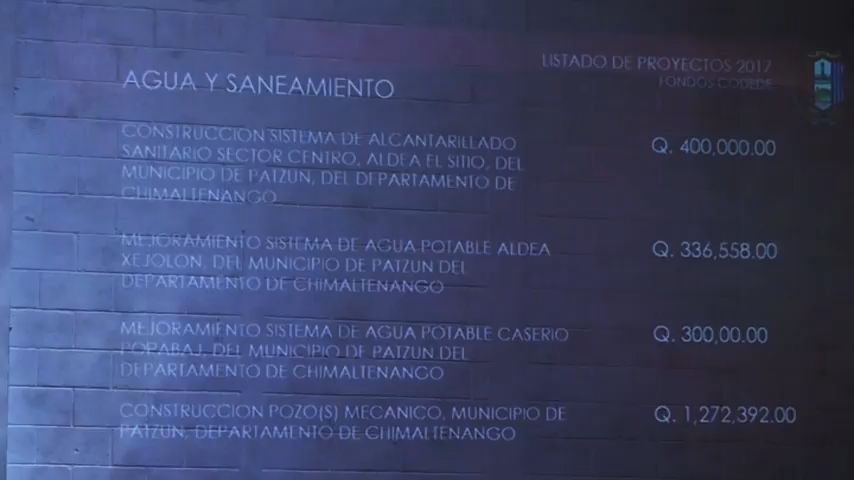 LISTADO DE PROYECTOS 2017
FONDOS CODEDE
AGUA Y SANEAMIENTO
CONSTRUCCION SISTEMA DE ALCANTARILLADO
SANITARIO SECTOR CENTRO, ALDEA EL SITIO, DEL
MUNICIPIO DE PATZUN, DEL DEPARTAMENTO DE
CHIMALTENANGO
Q. 400,000.00
MEJORAMIENTO SISTEMA DE AGUA POTABLE ALDEA
XEJOLON, DEL MUNICIPIO DE PATZUN DEL
DEPARTAMENTO DE CHIMALTENANGO
Q. 336,558.00
MEJORAMIENTO SISTEMA DE AGUA POTABLE CASERIO
POPABAJ, DEL MUNICIPIO DE PATZUN DEL
DEPARTAMENTO DE CHIMALTENANGO
Q. 300,00.00
CONSTRUCCION POZO(S) MECANICO, MUNICIPIO DE
PATZUN, DEPARTAMENTO DE CHIMALTENANGO
Q. 1,272,392.00